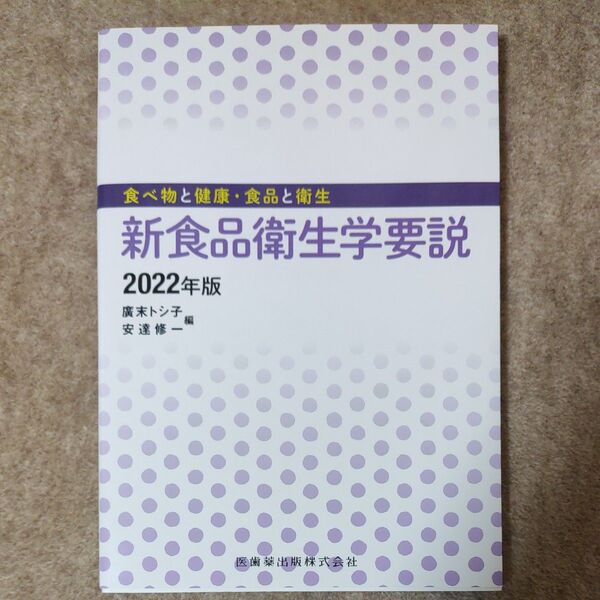 食べ物と健康・食品と衛生
新食品衛生学要説
2022年版
廣末トシ子
安達修一
編
医歯薬出版株式会社